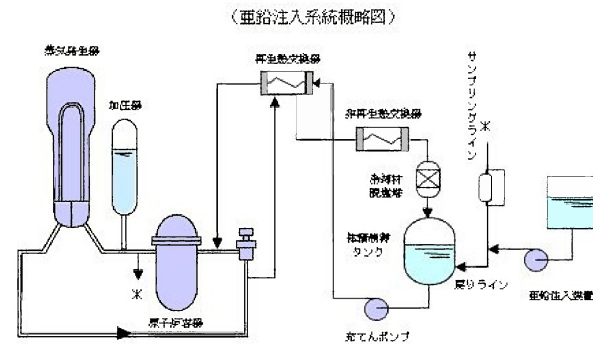 （亜鉛注入系統概略図）
蒸気発生器
加圧器
再生熱交換器
非再生熱交換器
サンプリングライン
冷却材
脱塩塔
体積制御
タンク
戻りライン
亜鉛注入装置
原子炉容器
充てんポンプ